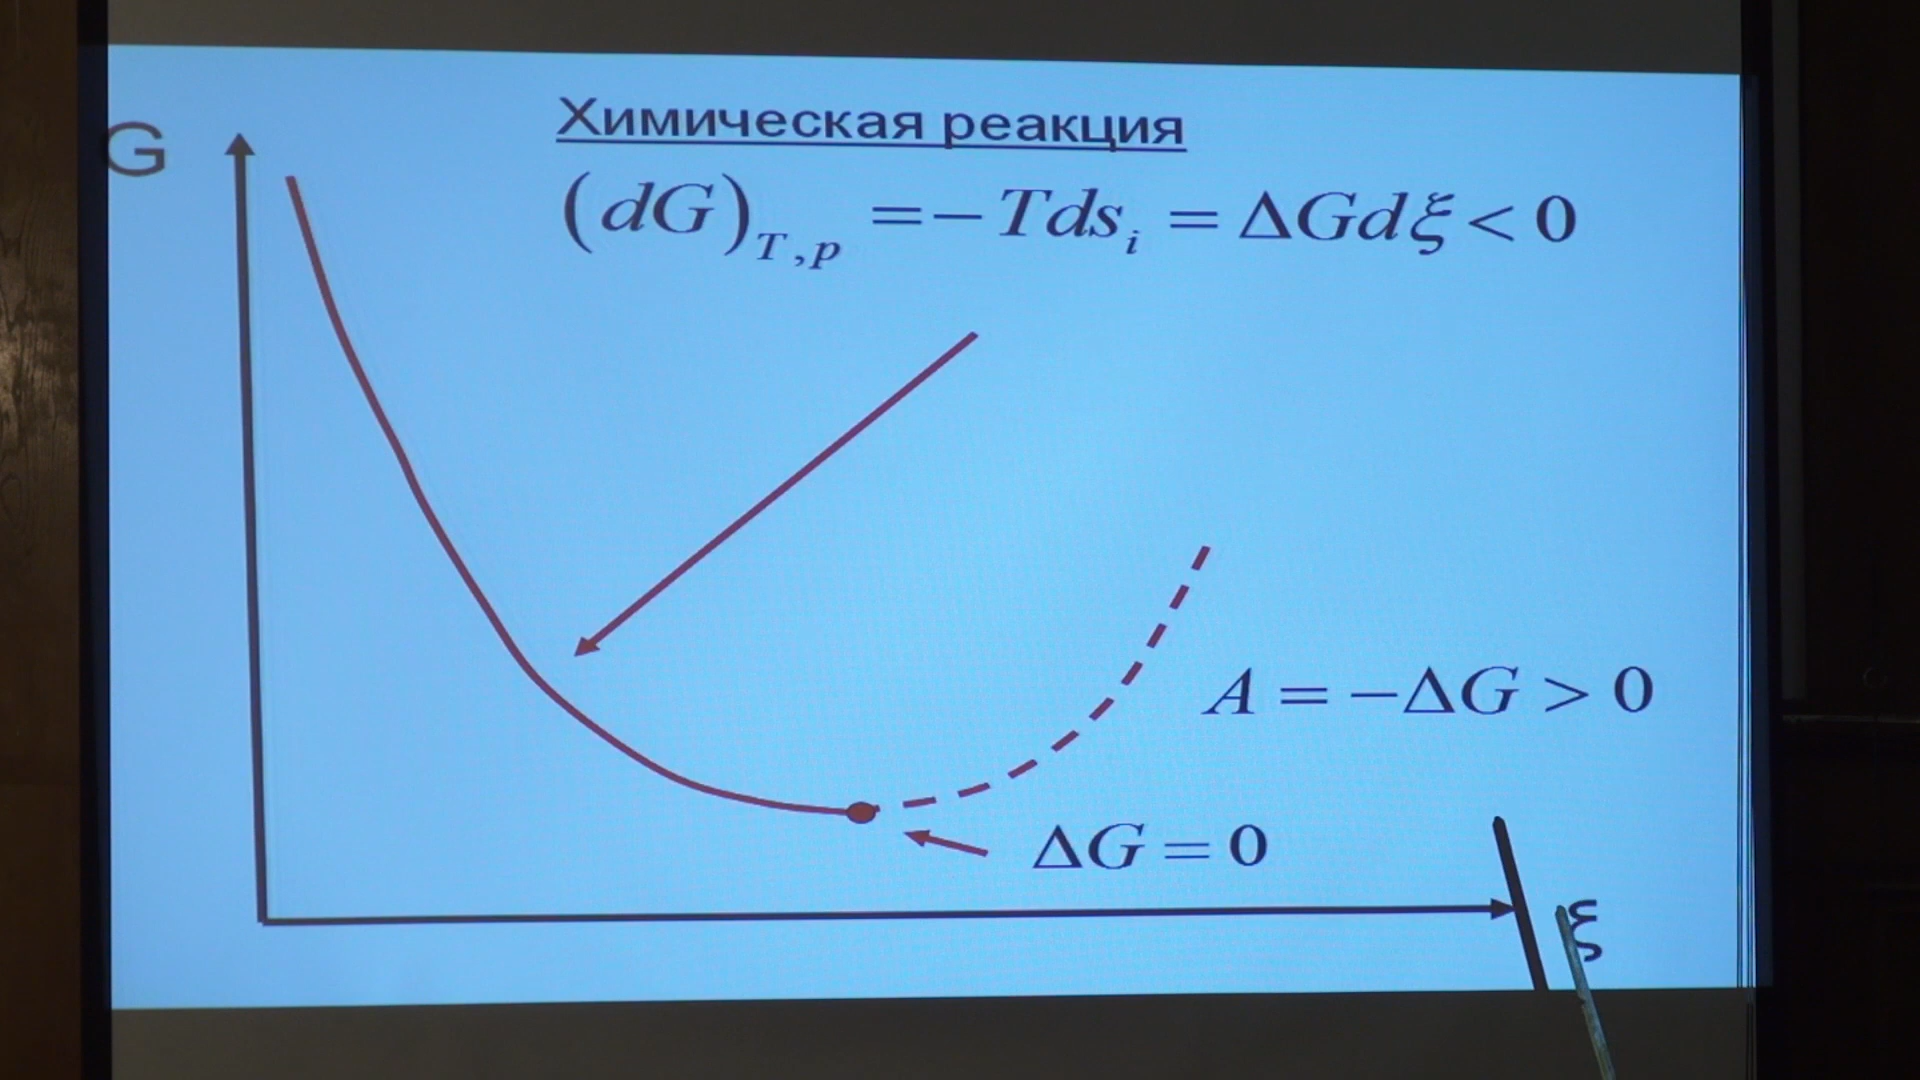 Химическая реакция
G
(dG)_{T,p} =−Tds_i = ΔGdξ < 0
A = −ΔG > 0
ΔG = 0
ξ